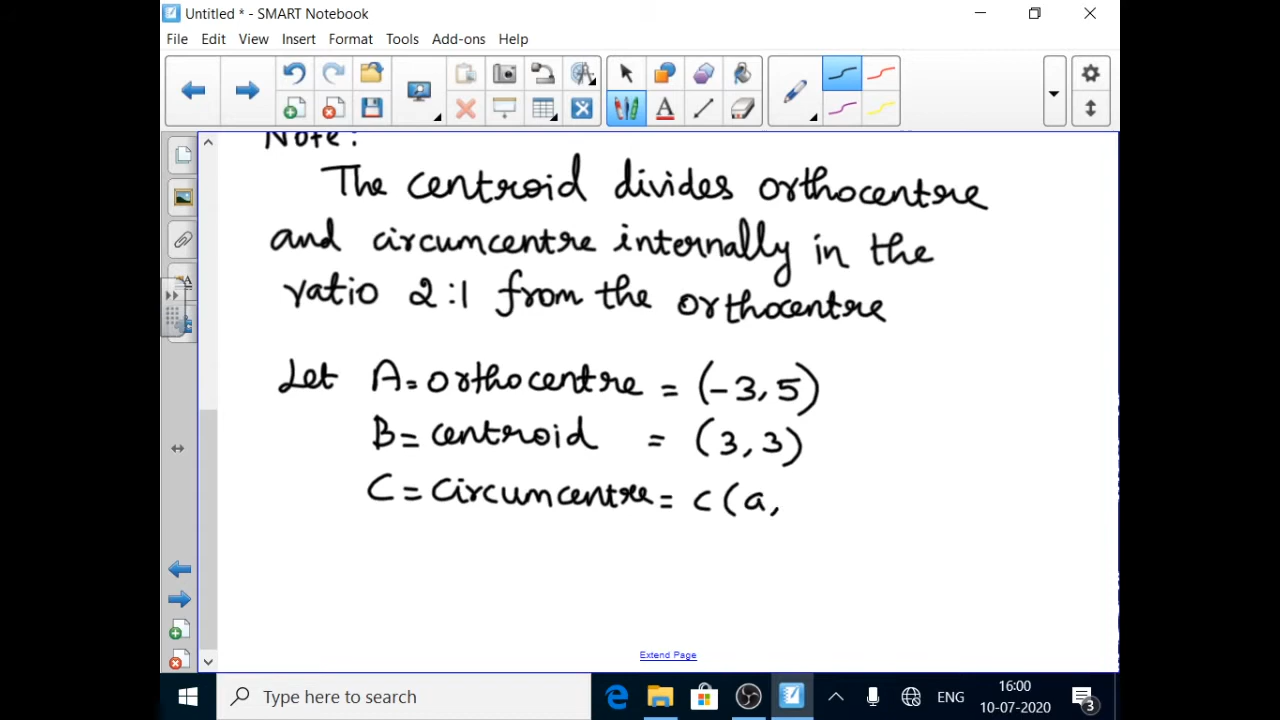 Untitled * - SMART Notebook
File Edit View Insert Format Tools Add-ons Help
Note:
The centroid divides orthocentre
and circumcentre internally in the
ratio 2:1 from the orthocentre
Let A = orthocentre = (-3, 5)
B = centroid = (3, 3)
C = Circumcentre = c (a,
Extend Page
Type here to search
ENG
16:00
10-07-2020
3